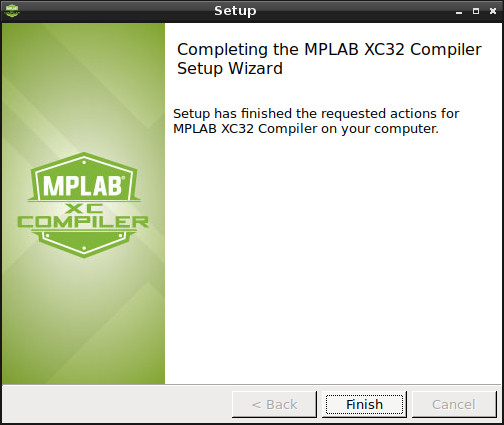 Setup
Completing the MPLAB XC32 Compiler
Setup Wizard
Setup has finished the requested actions for
MPLAB XC32 Compiler on your computer.
MPLAB®
XC
COMPILER
< Back
Finish
Cancel